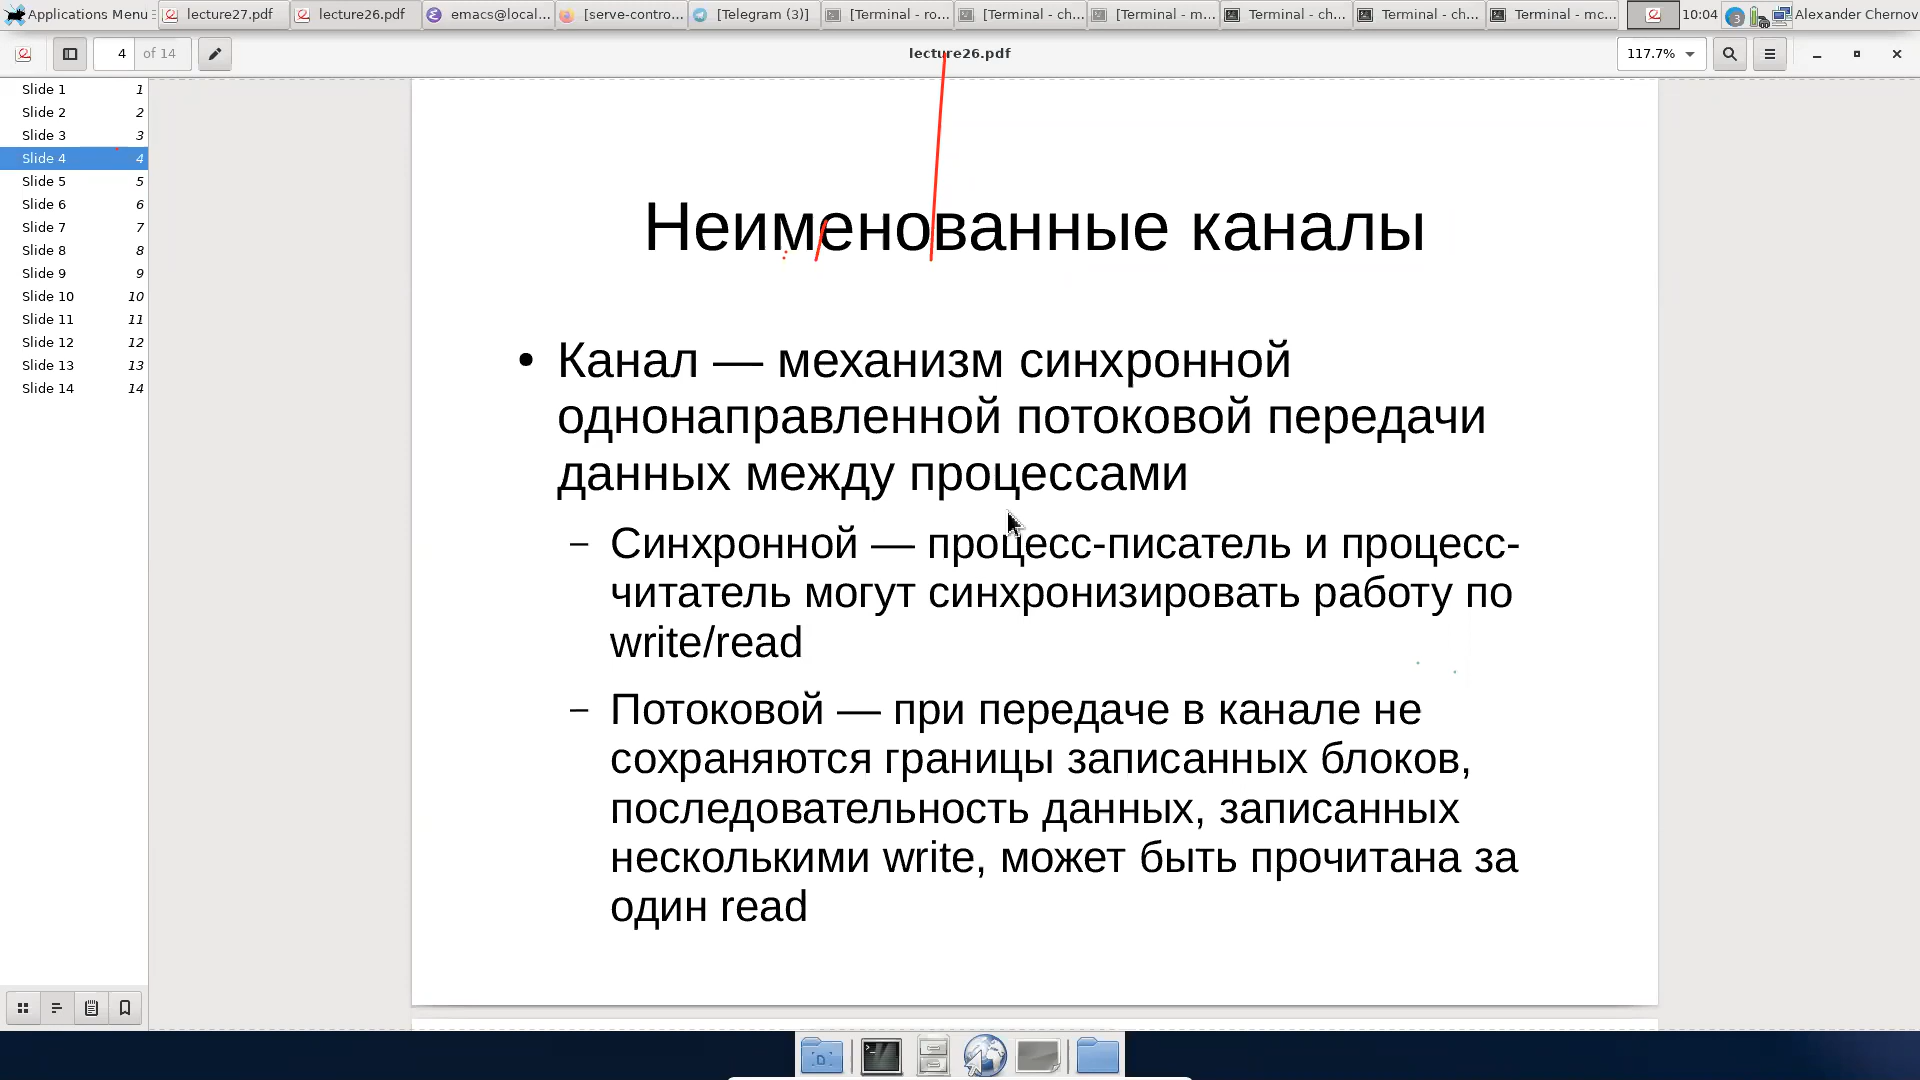 Applications Menu
lecture27.pdf
lecture26.pdf
emacs@local...
[serve-contro...
[Telegram (3)]
[Terminal - ro...
[Terminal - ch...
[Terminal - m...
Terminal - ch...
Terminal - ch...
Terminal - mc...
10:04
3
Alexander Chernov
4
of 14
lecture26.pdf
117.7%
Slide 1 1
Slide 2 2
Slide 3 3
Slide 4 4
Slide 5 5
Slide 6 6
Slide 7 7
Slide 8 8
Slide 9 9
Slide 10 10
Slide 11 11
Slide 12 12
Slide 13 13
Slide 14 14
Неименованные каналы
• Канал — механизм синхронной
однонаправленной потоковой передачи
данных между процессами
– Синхронной — процесс-писатель и процесс-
читатель могут синхронизировать работу по
write/read
– Потоковой — при передаче в канале не
сохраняются границы записанных блоков,
последовательность данных, записанных
несколькими write, может быть прочитана за
один read